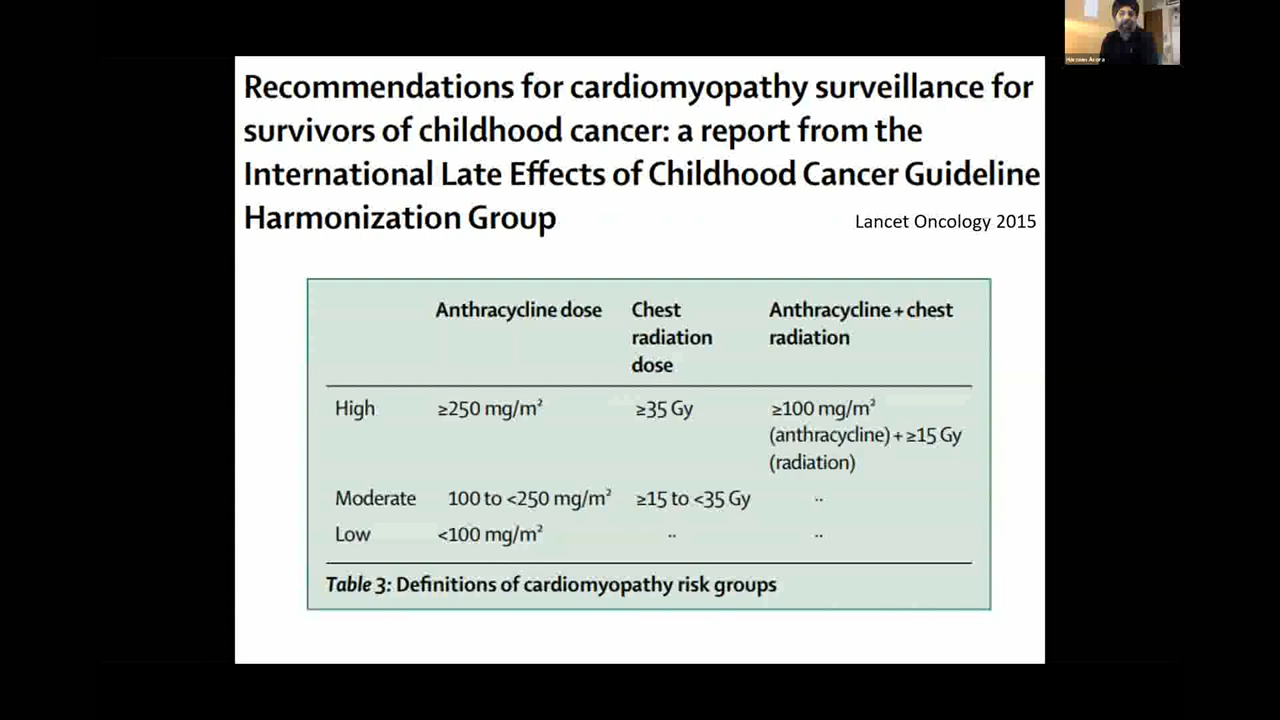 Recommendations for cardiomyopathy surveillance for
survivors of childhood cancer: a report from the
International Late Effects of Childhood Cancer Guideline
Harmonization Group
Lancet Oncology 2015
Anthracycline dose Chest radiation dose Anthracycline + chest radiation
High ≥250 mg/m² ≥35 Gy ≥100 mg/m² (anthracycline) + ≥15 Gy (radiation)
Moderate 100 to <250 mg/m² ≥15 to <35 Gy ··
Low <100 mg/m² ·· ··
Table 3: Definitions of cardiomyopathy risk groups